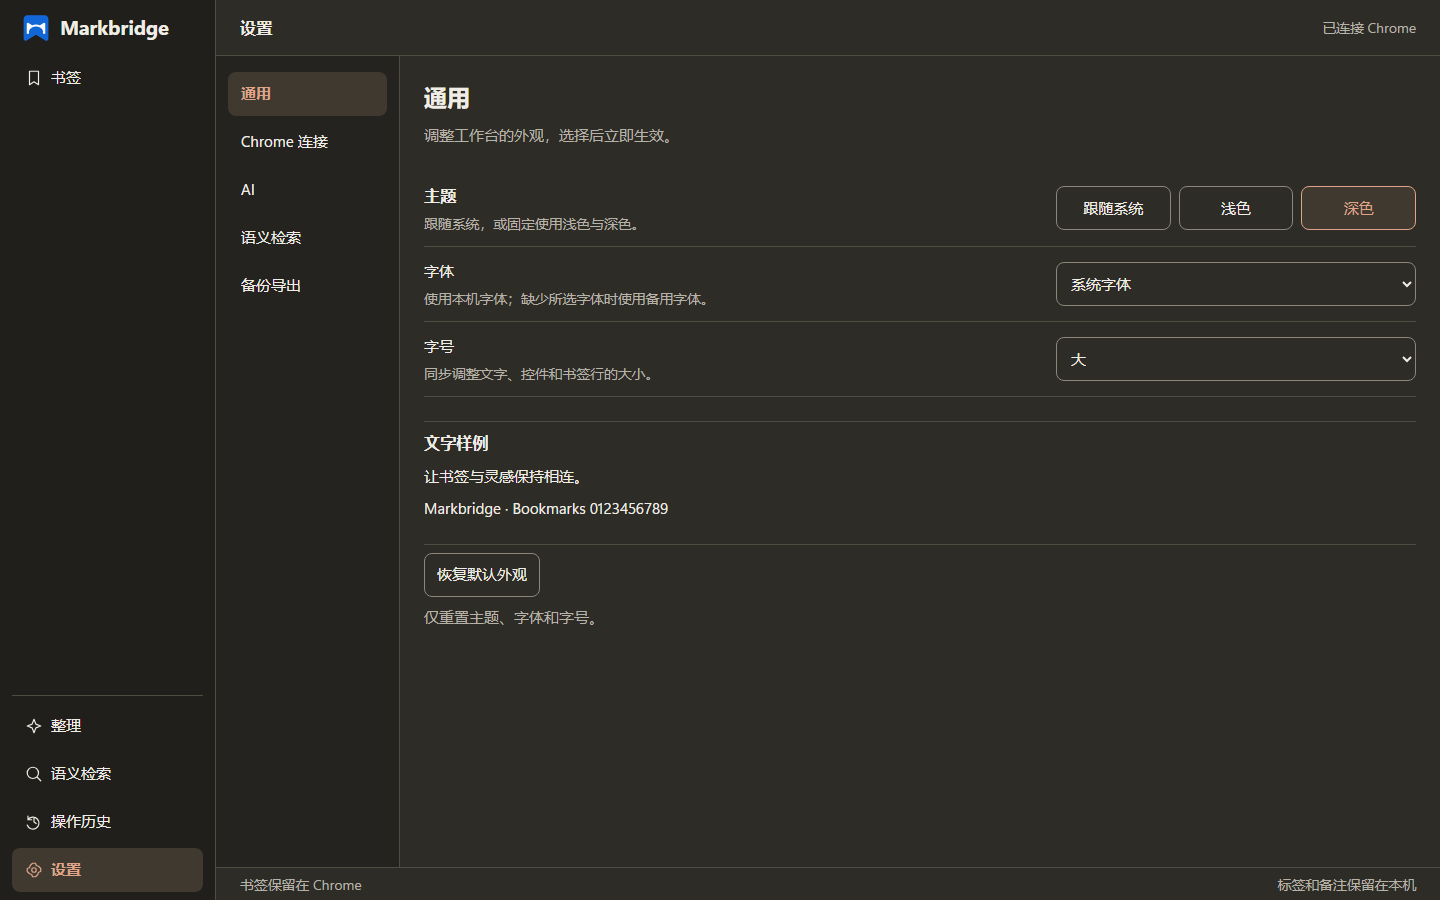 Markbridge
书签
整理
语义检索
操作历史
设置
设置
已连接 Chrome
通用
Chrome 连接
AI
语义检索
备份导出
通用
调整工作台的外观，选择后立即生效。
主题
跟随系统，或固定使用浅色与深色。
跟随系统
浅色
深色
字体
使用本机字体；缺少所选字体时使用备用字体。
系统字体
字号
同步调整文字、控件和书签行的大小。
大
文字样例
让书签与灵感保持相连。
Markbridge · Bookmarks 0123456789
恢复默认外观
仅重置主题、字体和字号。
书签保留在 Chrome
标签和备注保留在本机